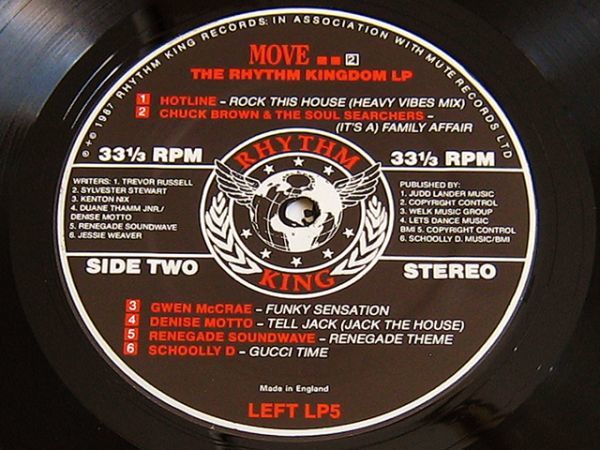 ℗ + © 1987 RHYTHM KING RECORDS: IN ASSOCIATION WITH MUTE RECORDS LTD
MOVE ■ ■ 2
THE RHYTHM KINGDOM LP
1 HOTLINE – ROCK THIS HOUSE (HEAVY VIBES MIX)
2 CHUCK BROWN & THE SOUL SEARCHERS –
(IT'S A) FAMILY AFFAIR
33⅓ RPM
33⅓ RPM
RHYTHM
KING
WRITERS: 1. TREVOR RUSSELL
2. SYLVESTER STEWART
3. KENTON NIX
4. DUANE THAMM JNR./
DENISE MOTTO
5. RENEGADE SOUNDWAVE
6. JESSIE WEAVER
PUBLISHED BY:
1. JUDD LANDER MUSIC
2. COPYRIGHT CONTROL
3. WELK MUSIC GROUP
4. LETS DANCE MUSIC
BMI 5. COPYRIGHT CONTROL
6. SCHOOLLY D. MUSIC/BMI
SIDE TWO
STEREO
3 GWEN McCRAE – FUNKY SENSATION
4 DENISE MOTTO – TELL JACK (JACK THE HOUSE)
5 RENEGADE SOUNDWAVE – RENEGADE THEME
6 SCHOOLLY D – GUCCI TIME
Made in England
LEFT LP5